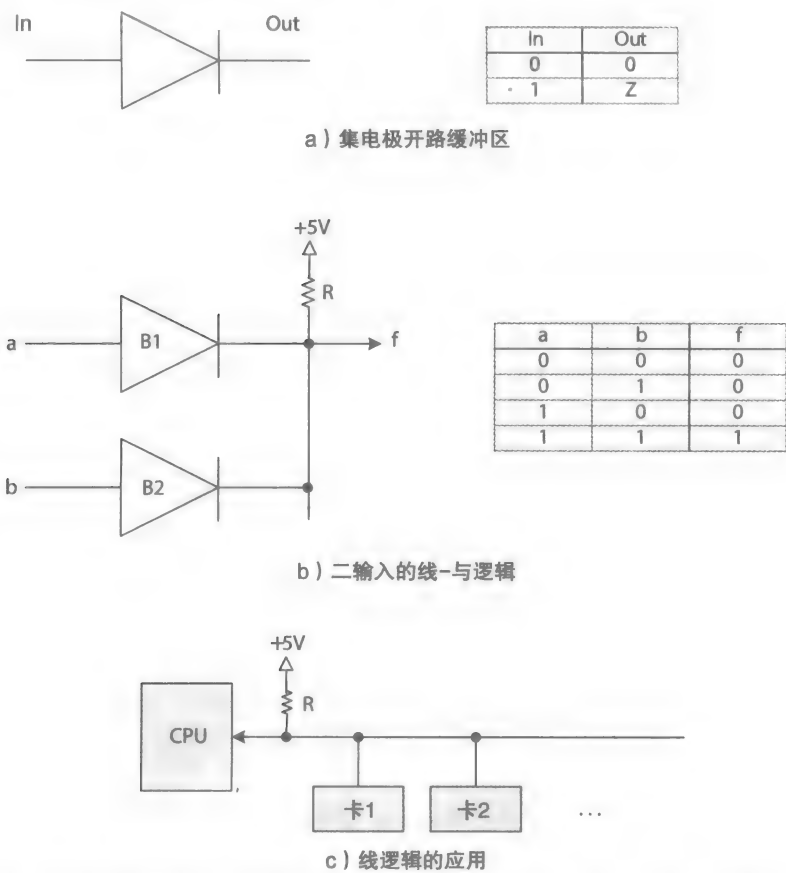 In Out
In Out
0 0
1 Z
a）集电极开路缓冲区
+5V
R
a B1 f
b B2
a b f
0 0 0
0 1 0
1 0 0
1 1 1
b）二输入的线-与逻辑
+5V
R
CPU
卡1 卡2 …
c）线逻辑的应用